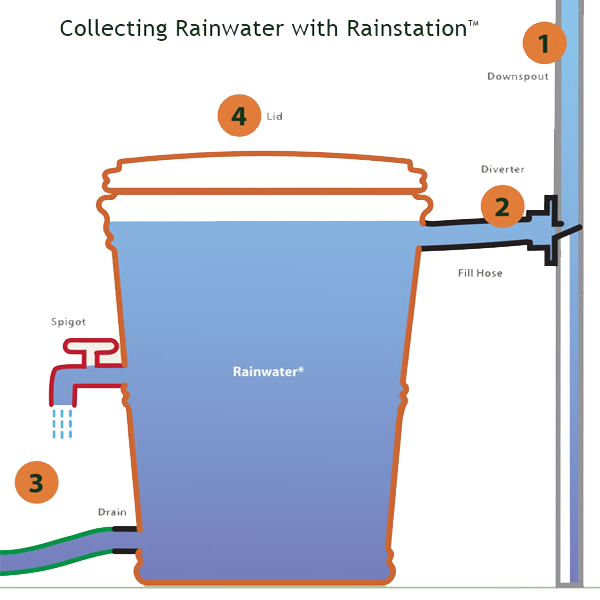 Collecting Rainwater with Rainstation™
1
Downspout
4
Lid
Diverter
2
Fill Hose
Spigot
Rainwater*
3
Drain